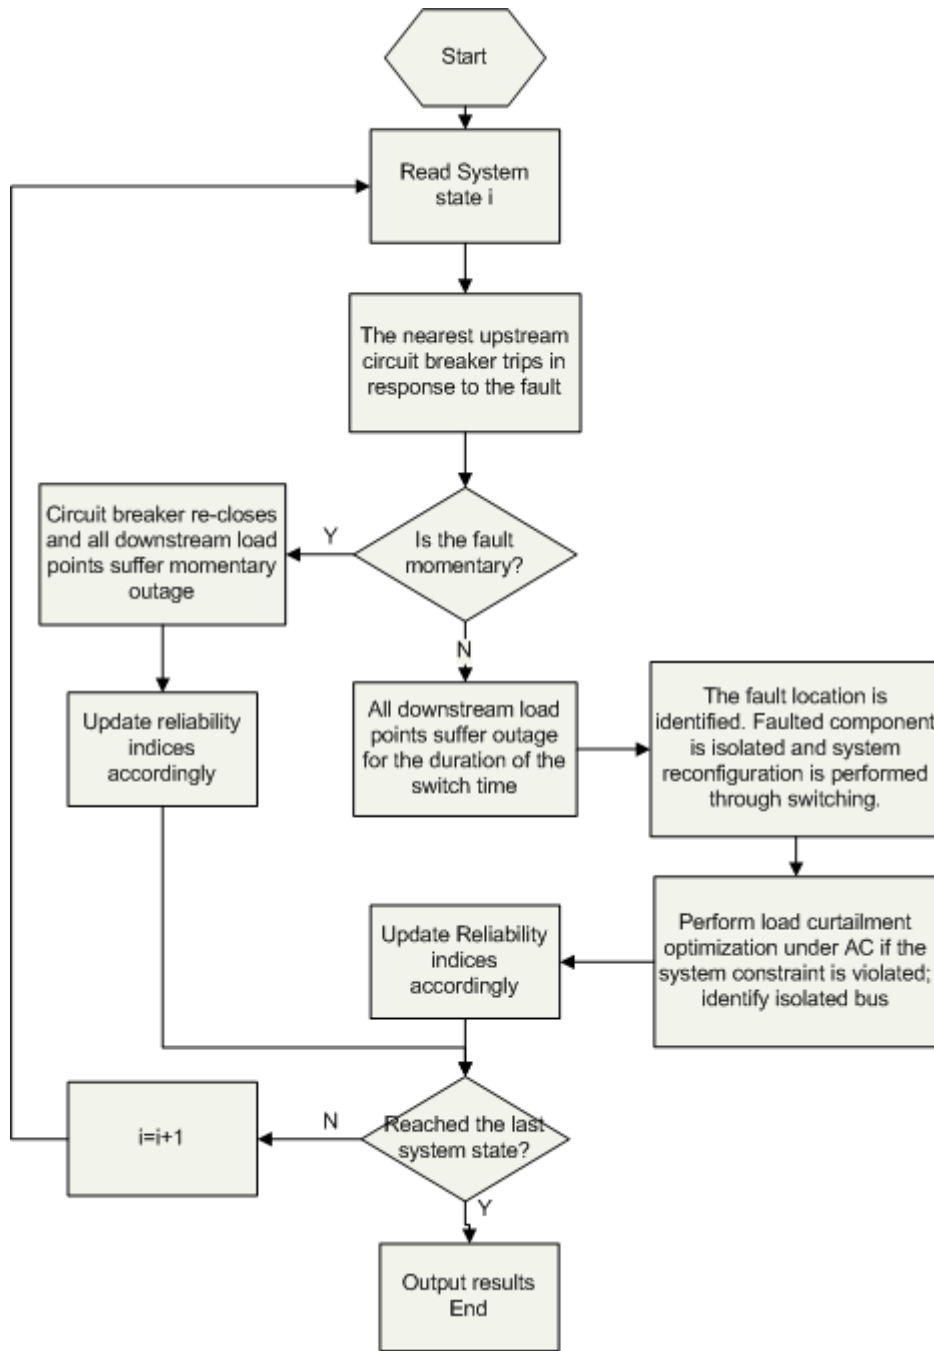 Start
Read System
state i
The nearest upstream
circuit breaker trips in
response to the fault
Is the fault
momentary?
Y
Circuit breaker re-closes
and all downstream load
points suffer momentary
outage
Update reliability
indices
accordingly
N
All downstream load
points suffer outage
for the duration of the
switch time
The fault location is
identified. Faulted component
is isolated and system
reconfiguration is performed
through switching.
Perform load curtailment
optimization under AC if the
system constraint is violated;
identify isolated bus
Update Reliability
indices
accordingly
Reached the last
system state?
N
i=i+1
Y
Output results
End